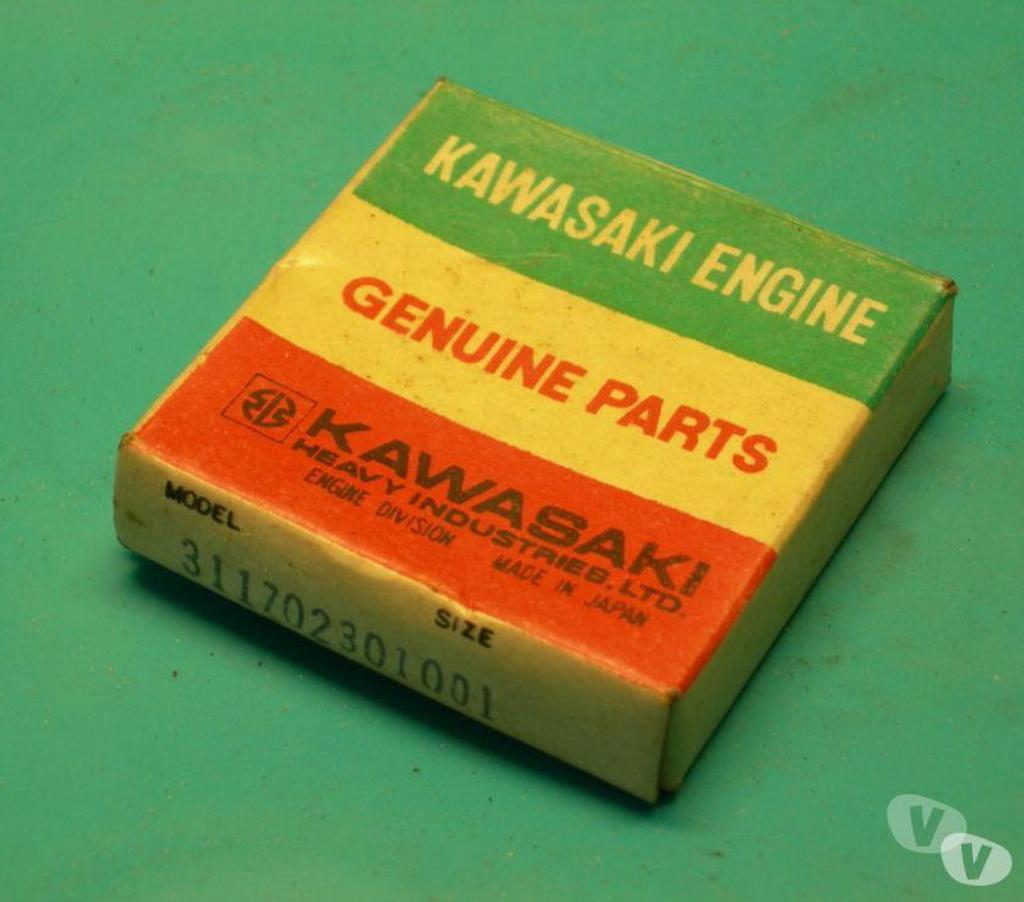 KAWASAKI ENGINE
GENUINE PARTS
KAWASAKI
HEAVY INDUSTRIES, LTD.
ENGINE DIVISION MADE IN JAPAN
MODEL SIZE
311702301001
V V